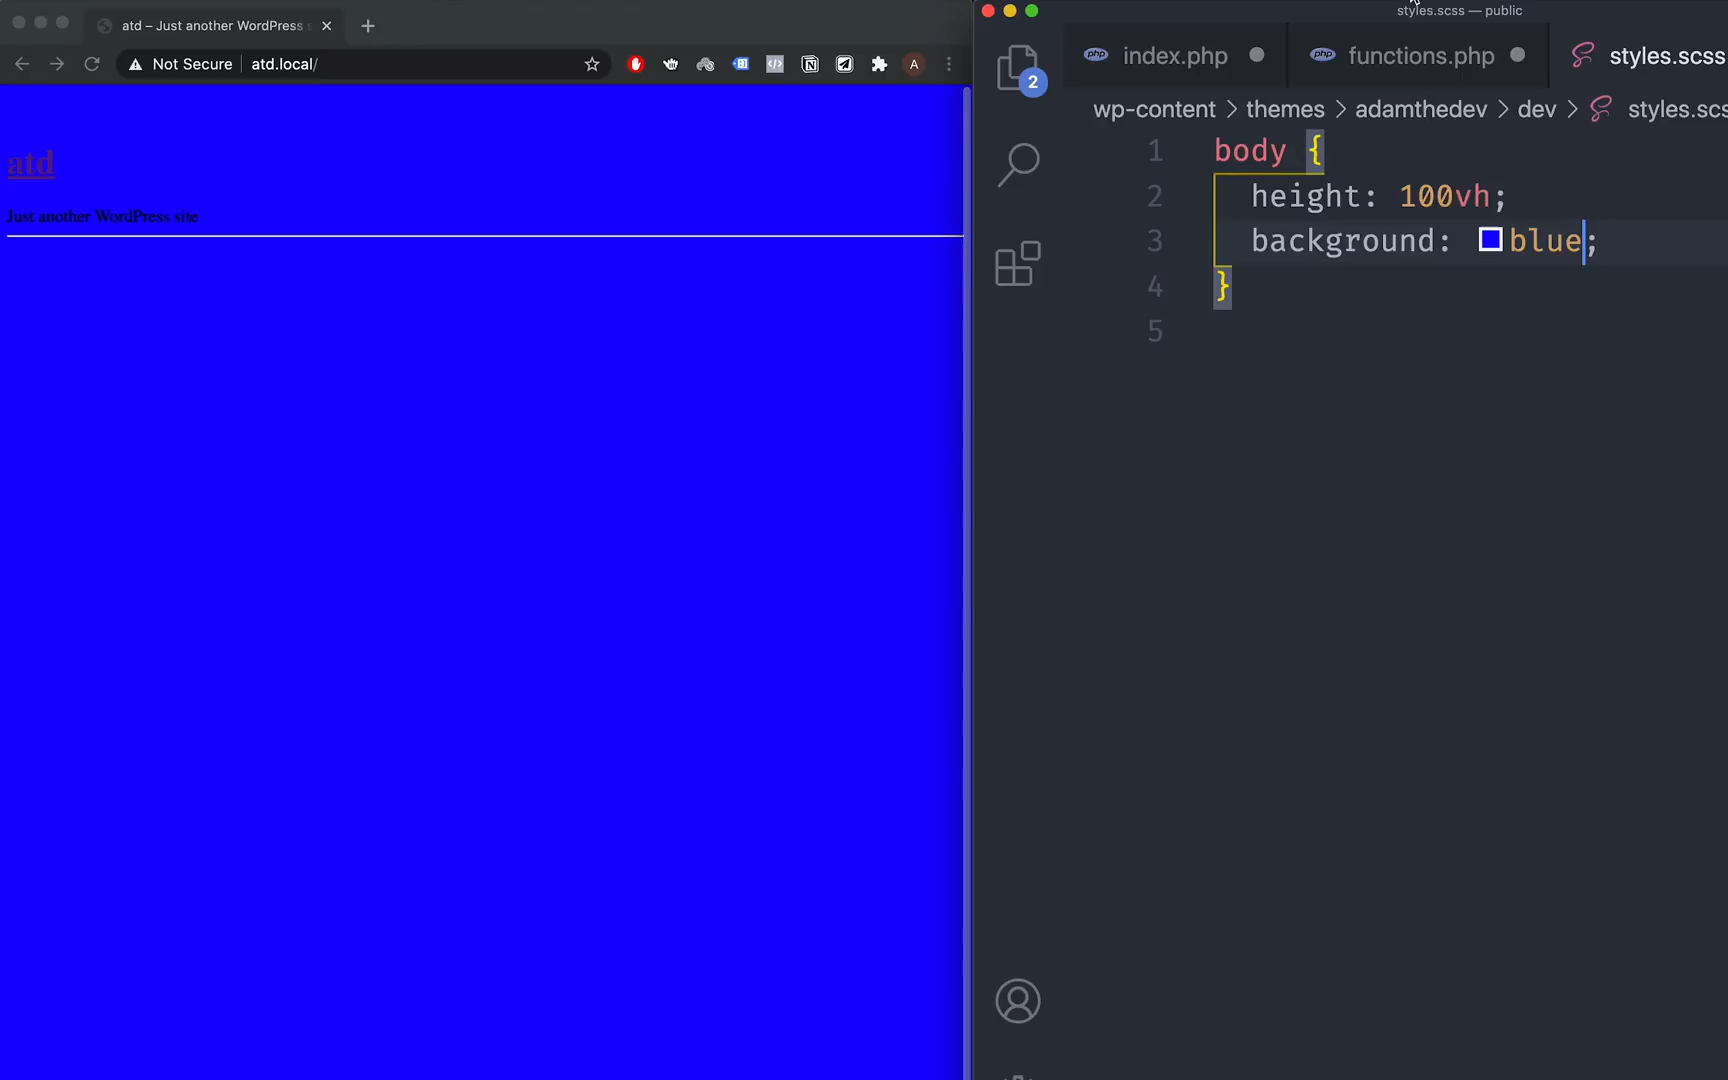 atd – Just another WordPress
Not Secure
atd.local/
A
atd
Just another WordPress site
styles.scss — public
2
php index.php
php functions.php
styles.scss
wp-content > themes > adamthedev > dev > styles.scs
1 body {
2 height: 100vh;
3 background: blue;
4 }
5